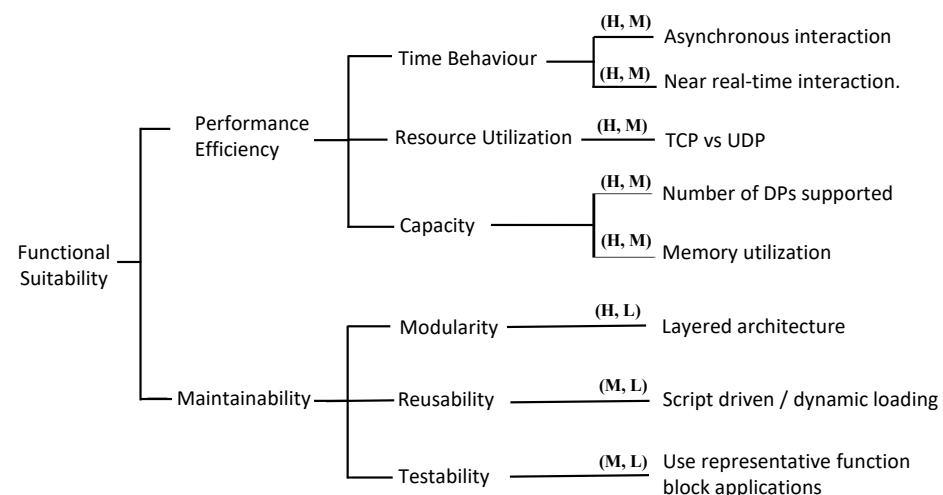 (H, M)
Asynchronous interaction
Time Behaviour
(H, M)
Near real-time interaction.
Performance
Efficiency
Resource Utilization
(H, M)
TCP vs UDP
(H, M)
Number of DPs supported
Capacity
(H, M)
Memory utilization
Functional
Suitability
Modularity
(H, L)
Layered architecture
Maintainability
Reusability
(M, L)
Script driven / dynamic loading
Testability
(M, L)
Use representative function
block applications